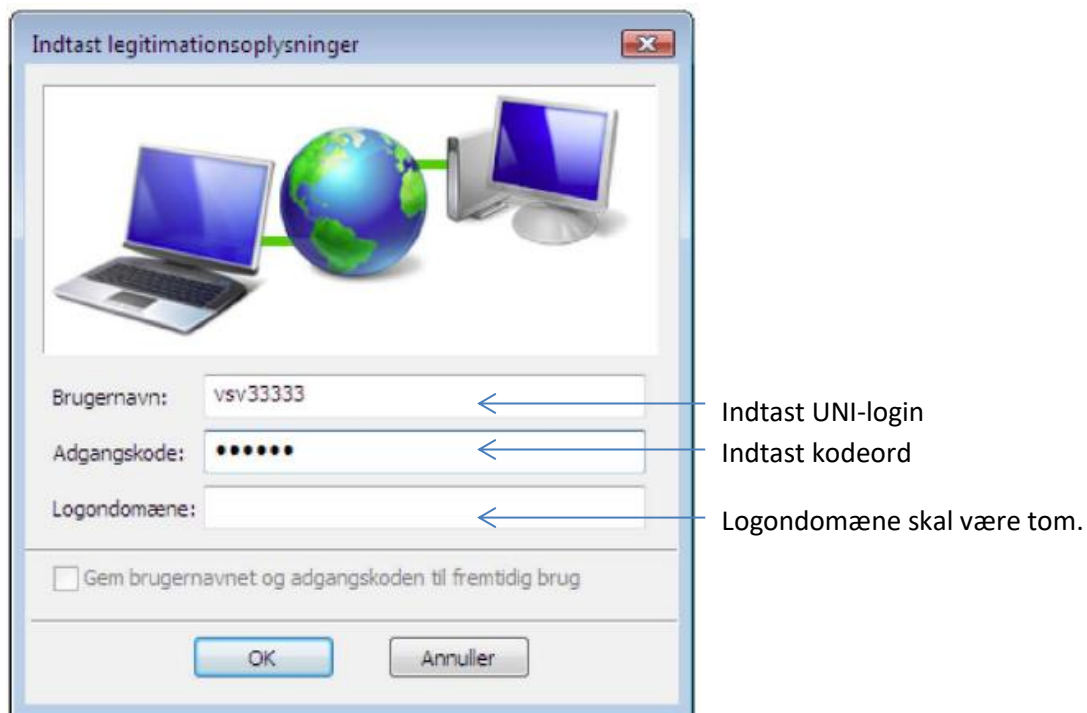 Indtast legitimationsoplysninger
Brugernavn: vsv33333
Indtast UNI-login
Adgangskode: ••••••
Indtast kodeord
Logondomæne:
Logondomæne skal være tom.
Gem brugernavnet og adgangskoden til fremtidig brug
OK Annuller